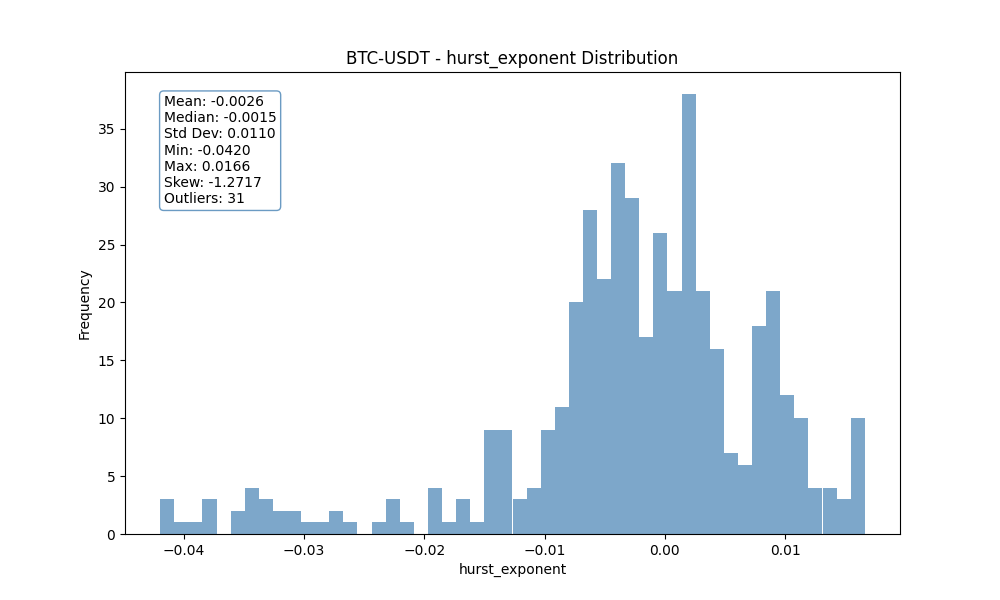 BTC-USDT - hurst_exponent Distribution
Mean: -0.0026
Median: -0.0015
Std Dev: 0.0110
Min: -0.0420
Max: 0.0166
Skew: -1.2717
Outliers: 31
Frequency
35
30
25
20
15
10
5
0
−0.04
−0.03
−0.02
−0.01
0.00
0.01
hurst_exponent